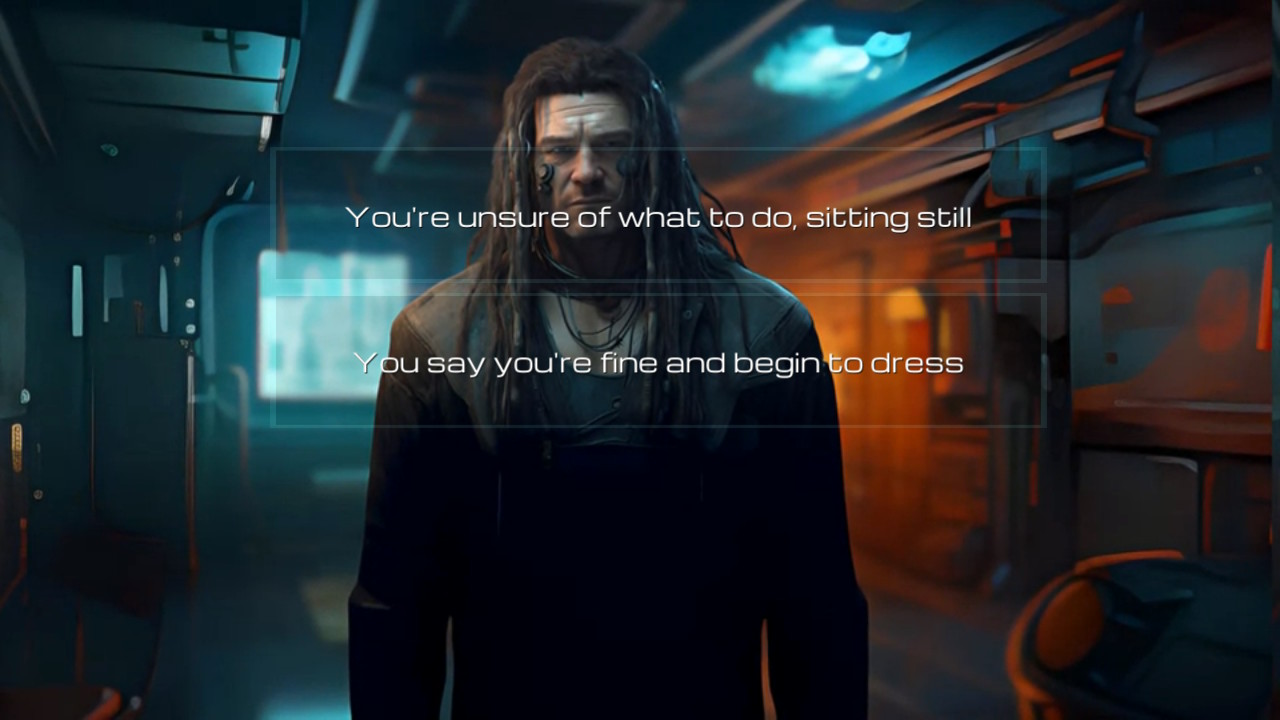 You're unsure of what to do, sitting still
You say you're fine and begin to dress